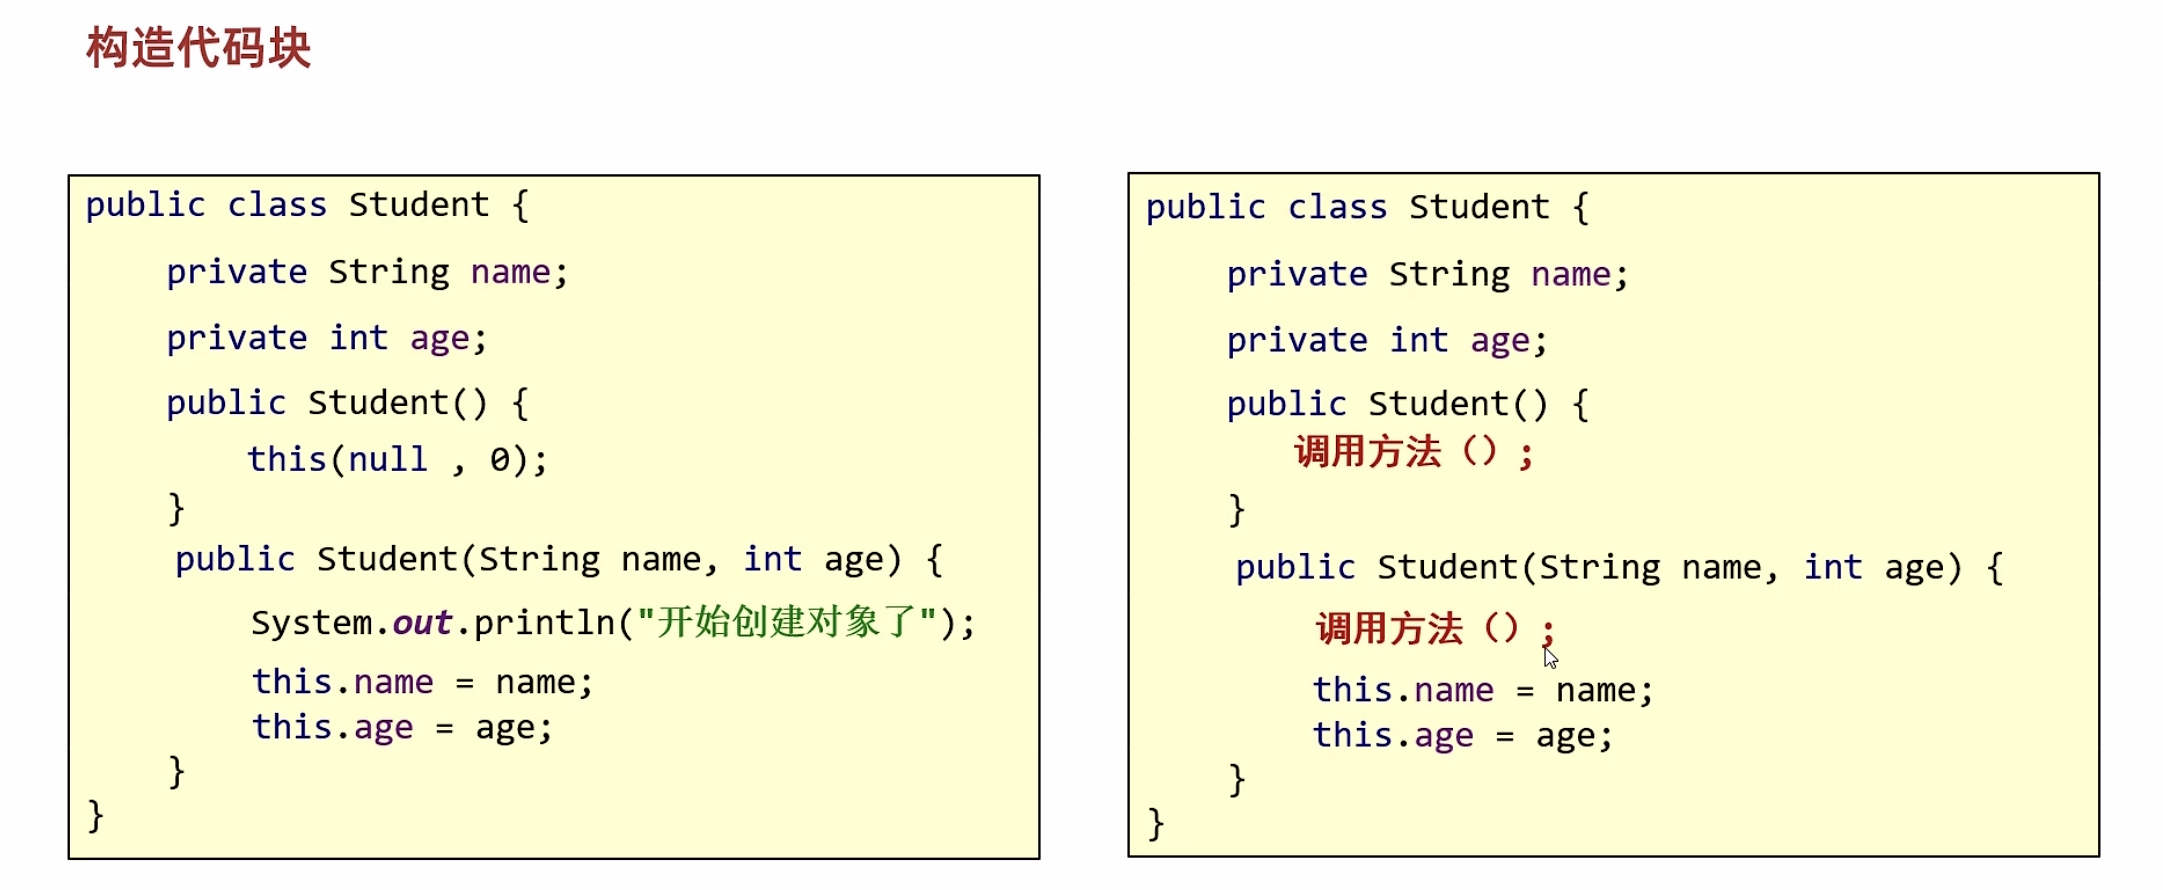 构造代码块
public class Student {
private String name;
private int age;
public Student() {
this(null , 0);
}
public Student(String name, int age) {
System.out.println("开始创建对象了");
this.name = name;
this.age = age;
}
}
public class Student {
private String name;
private int age;
public Student() {
调用方法（）;
}
public Student(String name, int age) {
调用方法（）;
this.name = name;
this.age = age;
}
}